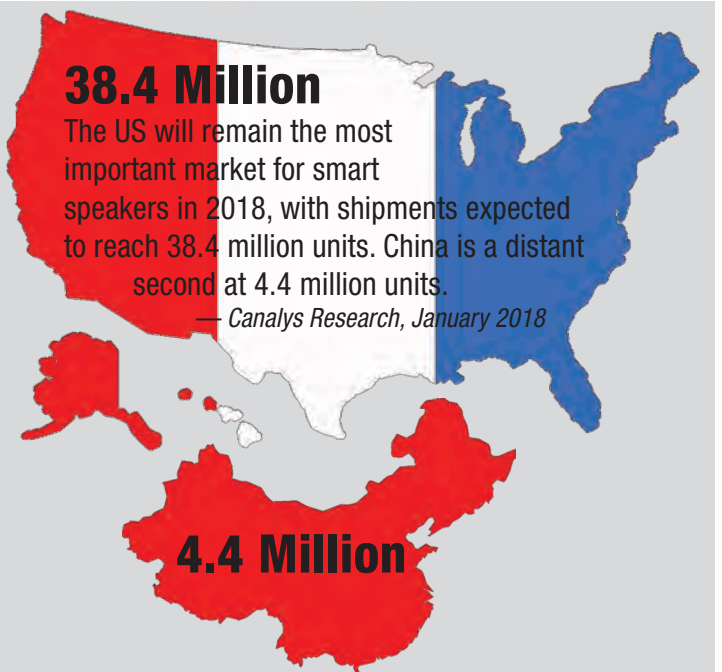 38.4 Million
The US will remain the most
important market for smart
speakers in 2018, with shipments expected
to reach 38.4 million units. China is a distant
second at 4.4 million units.
— Canalys Research, January 2018
4.4 Million